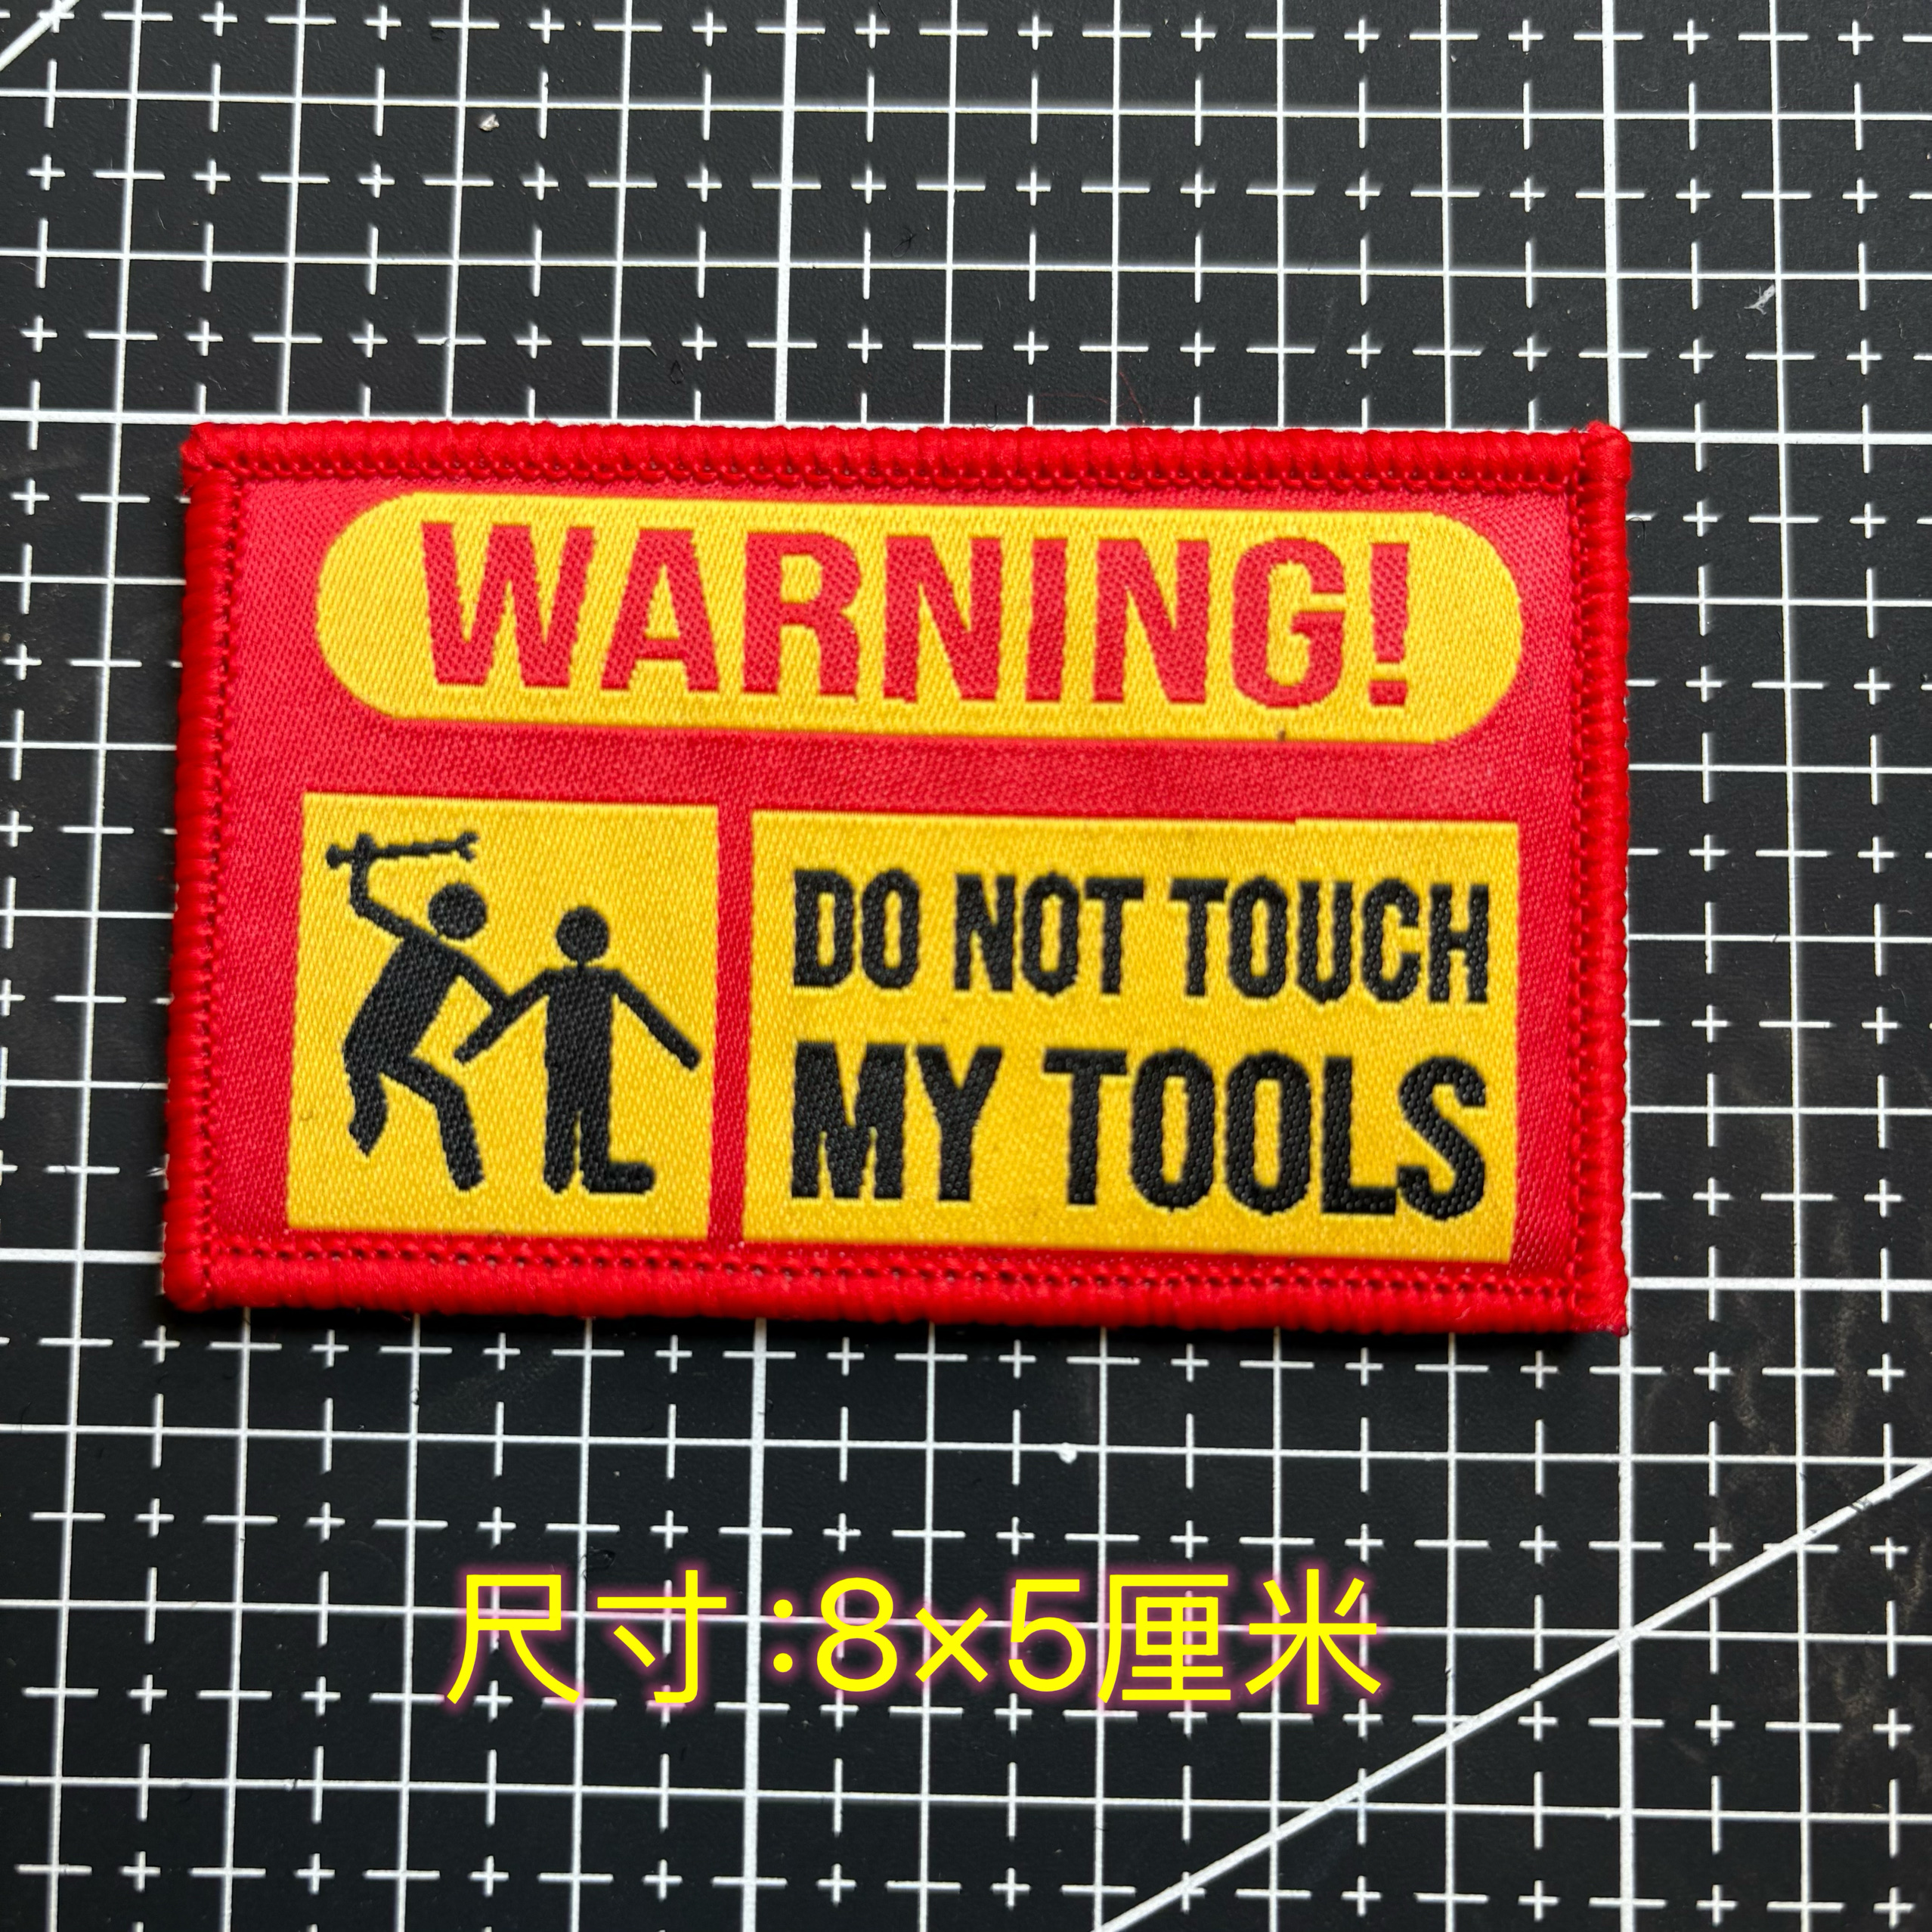 WARNING!
DO NOT TOUCH
MY TOOLS
尺寸:8×5厘米